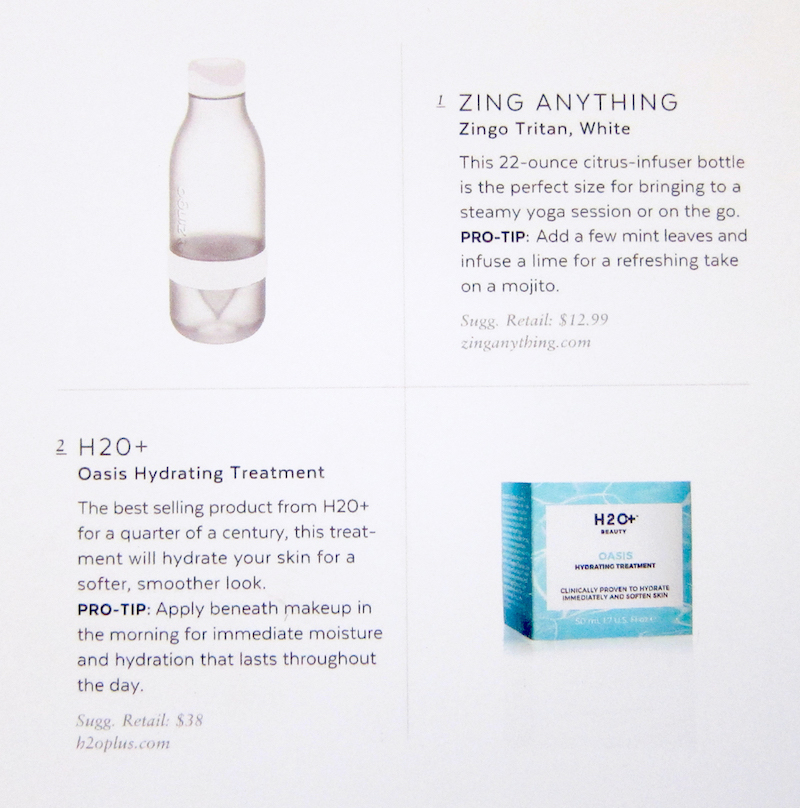 1 ZING ANYTHING
Zingo Tritan, White
This 22-ounce citrus-infuser bottle
is the perfect size for bringing to a
steamy yoga session or on the go.
PRO-TIP: Add a few mint leaves and
infuse a lime for a refreshing take
on a mojito.
Sugg. Retail: $12.99
zinganything.com
2 H2O+
Oasis Hydrating Treatment
The best selling product from H2O+
for a quarter of a century, this treat-
ment will hydrate your skin for a
softer, smoother look.
PRO-TIP: Apply beneath makeup in
the morning for immediate moisture
and hydration that lasts throughout
the day.
Sugg. Retail: $38
h2oplus.com
H2O+
BEAUTY
OASIS
HYDRATING TREATMENT
CLINICALLY PROVEN TO HYDRATE
IMMEDIATELY AND SOFTEN SKIN
50 mL 1.7 U.S. Fl oz